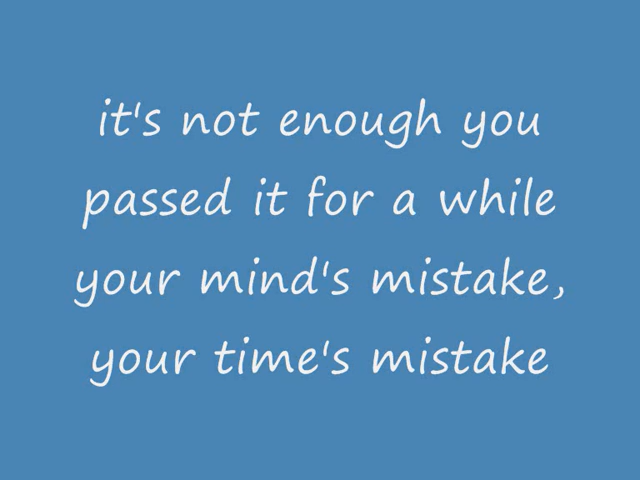 it's not enough you
passed it for a while
your mind's mistake,
your time's mistake